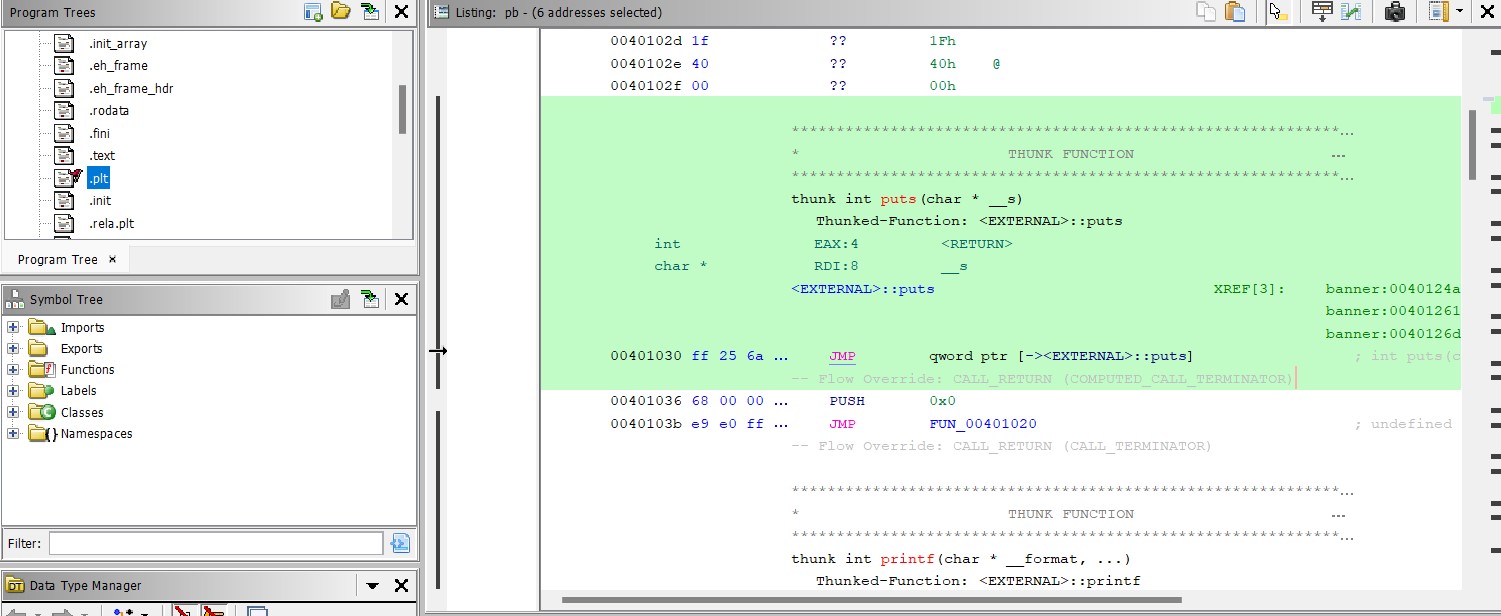 Program Trees
.init_array
.eh_frame
.eh_frame_hdr
.rodata
.fini
.text
.plt
.init
.rela.plt
Program Tree ×
Symbol Tree
Imports
Exports
Functions
Labels
Classes
Namespaces
Filter:
Data Type Manager
Listing: pb - (6 addresses selected)
0040102d 1f ?? 1Fh
0040102e 40 ?? 40h @
0040102f 00 ?? 00h
*************************************************************...
* THUNK FUNCTION ...
*************************************************************...
thunk int puts(char * __s)
Thunked-Function: <EXTERNAL>::puts
int EAX:4 <RETURN>
char * RDI:8 __s
<EXTERNAL>::puts XREF[3]: banner:0040124a
banner:00401261
banner:0040126d
00401030 ff 25 6a ... JMP qword ptr [-><EXTERNAL>::puts] ; int puts(c
-- Flow Override: CALL_RETURN (COMPUTED_CALL_TERMINATOR)
00401036 68 00 00 ... PUSH 0x0
0040103b e9 e0 ff ... JMP FUN_00401020 ; undefined
-- Flow Override: CALL_RETURN (CALL_TERMINATOR)
*************************************************************...
* THUNK FUNCTION ...
*************************************************************...
thunk int printf(char * __format, ...)
Thunked-Function: <EXTERNAL>::printf